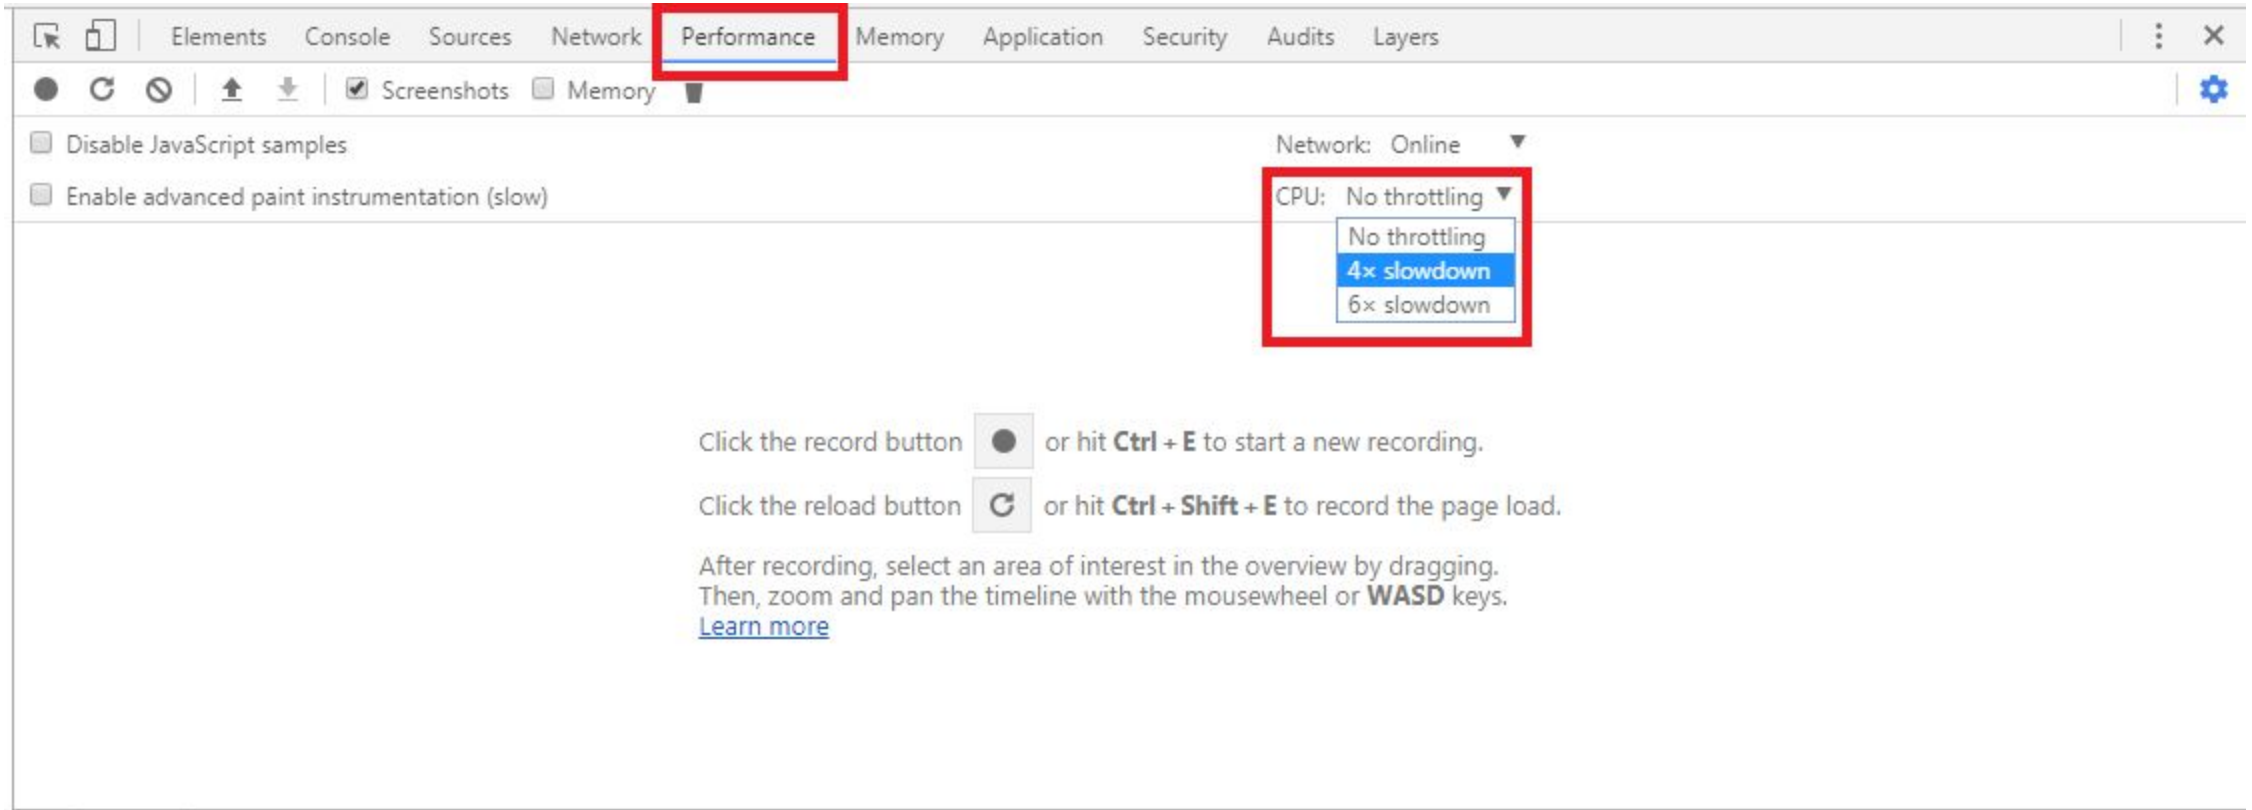 Elements Console Sources Network Performance Memory Application Security Audits Layers
Screenshots Memory
Disable JavaScript samples Network: Online
Enable advanced paint instrumentation (slow) CPU: No throttling
No throttling
4× slowdown
6× slowdown
Click the record button or hit Ctrl + E to start a new recording.
Click the reload button or hit Ctrl + Shift + E to record the page load.
After recording, select an area of interest in the overview by dragging.
Then, zoom and pan the timeline with the mousewheel or WASD keys.
Learn more